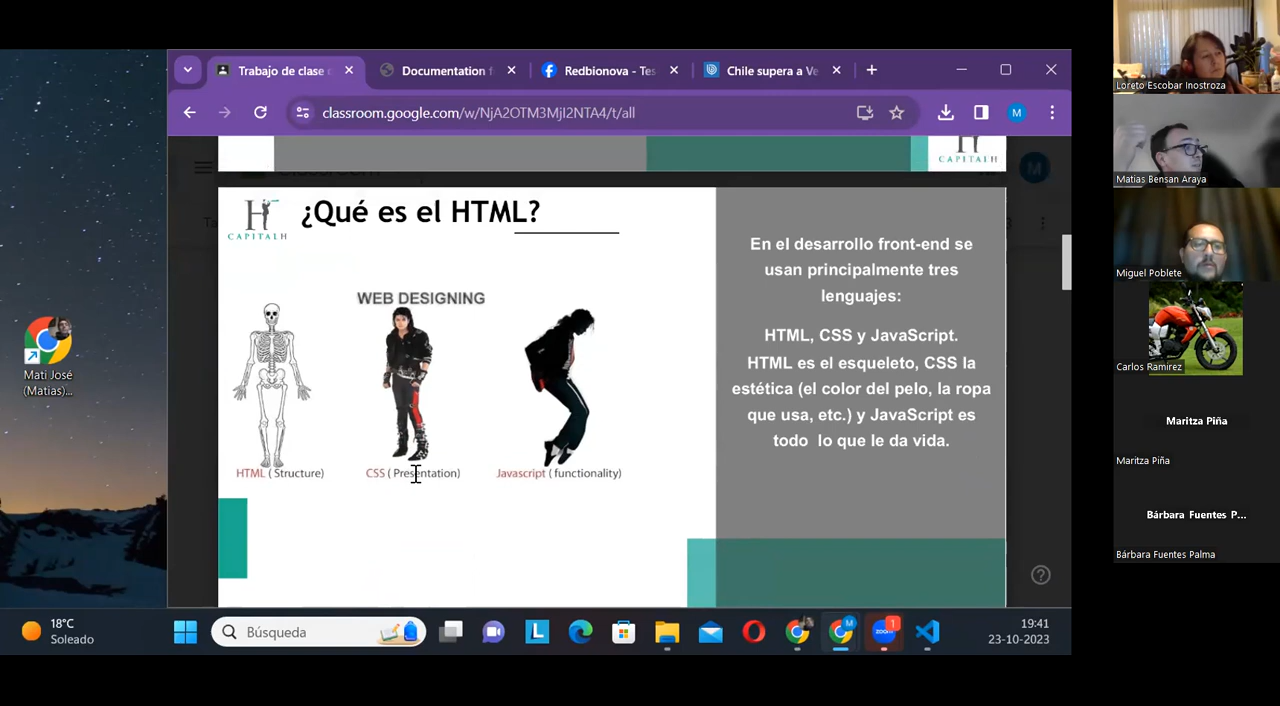 Trabajo de clase
Documentation f
Redbionova - Tes
Chile supera a Ve
classroom.google.com/w/NjA2OTM3MjI2NTA4/t/all
M
H
CAPITALH
M
H
CAPITALH
¿Qué es el HTML?
WEB DESIGNING
HTML ( Structure)
CSS ( Presentation)
Javascript ( functionality)
En el desarrollo front-end se
usan principalmente tres
lenguajes:
HTML, CSS y JavaScript.
HTML es el esqueleto, CSS la
estética (el color del pelo, la ropa
que usa, etc.) y JavaScript es
todo lo que le da vida.
Mati José
(Matias)...
18°C
Soleado
Búsqueda
L
M
zoom
1
19:41
23-10-2023
Loreto Escobar Inostroza
Matias Bensan Araya
Miguel Poblete
Carlos Ramirez
Maritza Piña
Maritza Piña
Bárbara Fuentes P...
Bárbara Fuentes Palma